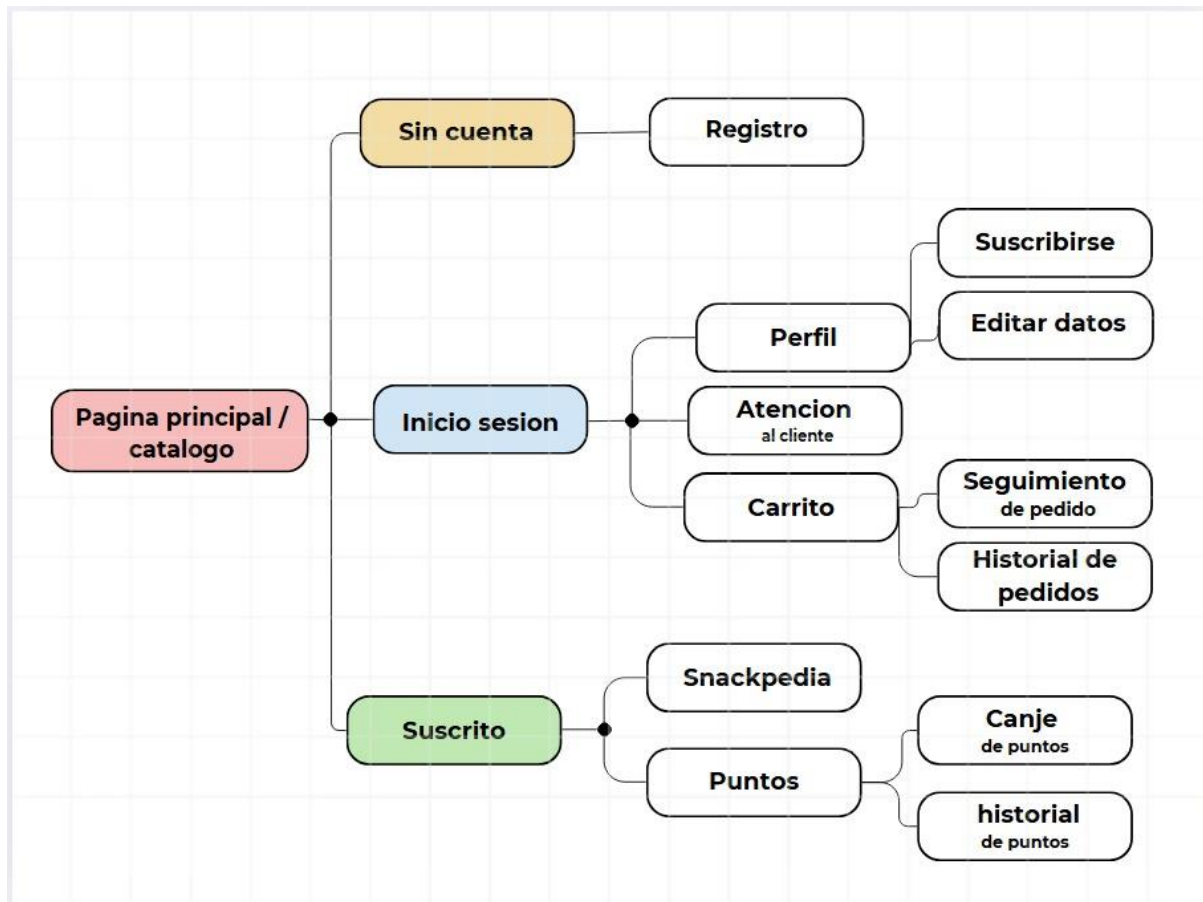 Sin cuenta
Registro
Suscribirse
Editar datos
Perfil
Pagina principal /
catalogo
Inicio sesion
Atencion
al cliente
Carrito
Seguimiento
de pedido
Historial de
pedidos
Snackpedia
Suscrito
Puntos
Canje
de puntos
historial
de puntos